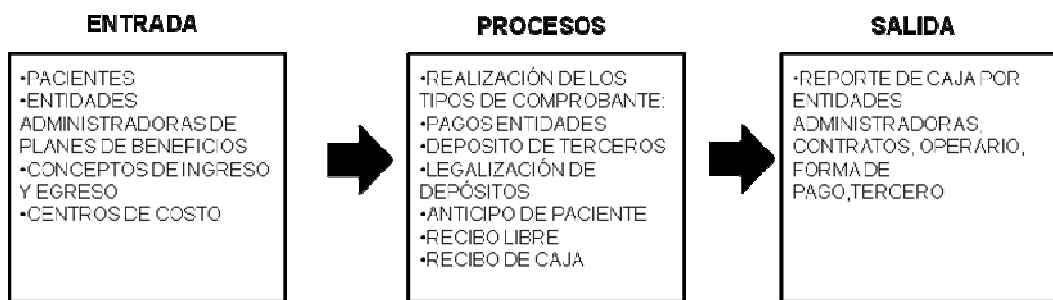 ENTRADA
•PACIENTES
•ENTIDADES
ADMINISTRADORAS DE
PLANES DE BENEFICIOS
•CONCEPTOS DE INGRESO
Y EGRESO
•CENTROS DE COSTO
PROCESOS
•REALIZACIÓN DE LOS
TIPOS DE COMPROBANTE:
•PAGOS ENTIDADES
•DEPOSITO DE TERCEROS
•LEGALIZACIÓN DE
DEPÓSITOS
•ANTICIPO DE PACIENTE
•RECIBO LIBRE
•RECIBO DE CAJA
SALIDA
•REPORTE DE CAJA POR
ENTIDADES
ADMINISTRADORAS,
CONTRATOS, OPERARIO,
FORMA DE
PAGO,TERCERO